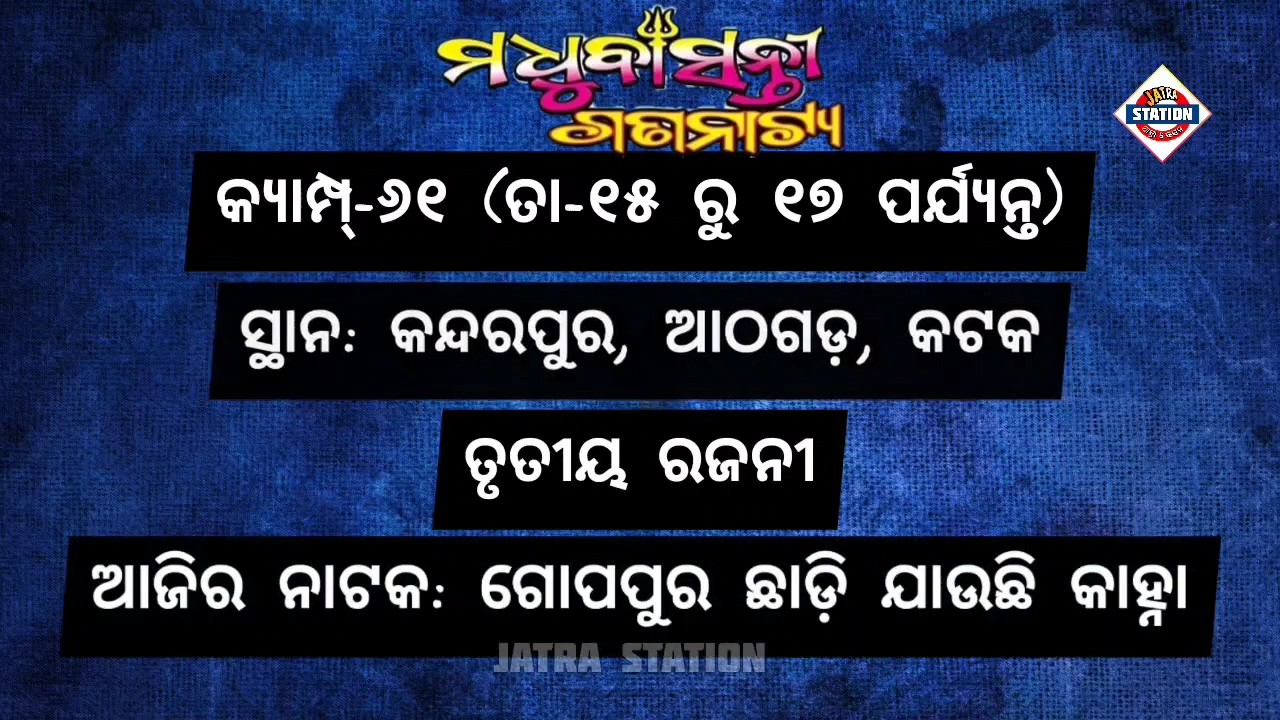 ମଧୁବାସନ୍ତୀ
ଗଣନାଟ୍ୟ
JATRA
STATION
କ୍ୟାମ୍ପ୍-୬୧ (ତା-୧୫ ରୁ ୧୭ ପର୍ଯ୍ୟନ୍ତ)
ସ୍ଥାନ: କନ୍ଦରପୁର, ଆଠଗଡ଼, କଟକ
ତୃତୀୟ ରଜନୀ
ଆଜିର ନାଟକ: ଗୋପପୁର ଛାଡ଼ି ଯାଉଛି କାହ୍ନା
JATRA STATION